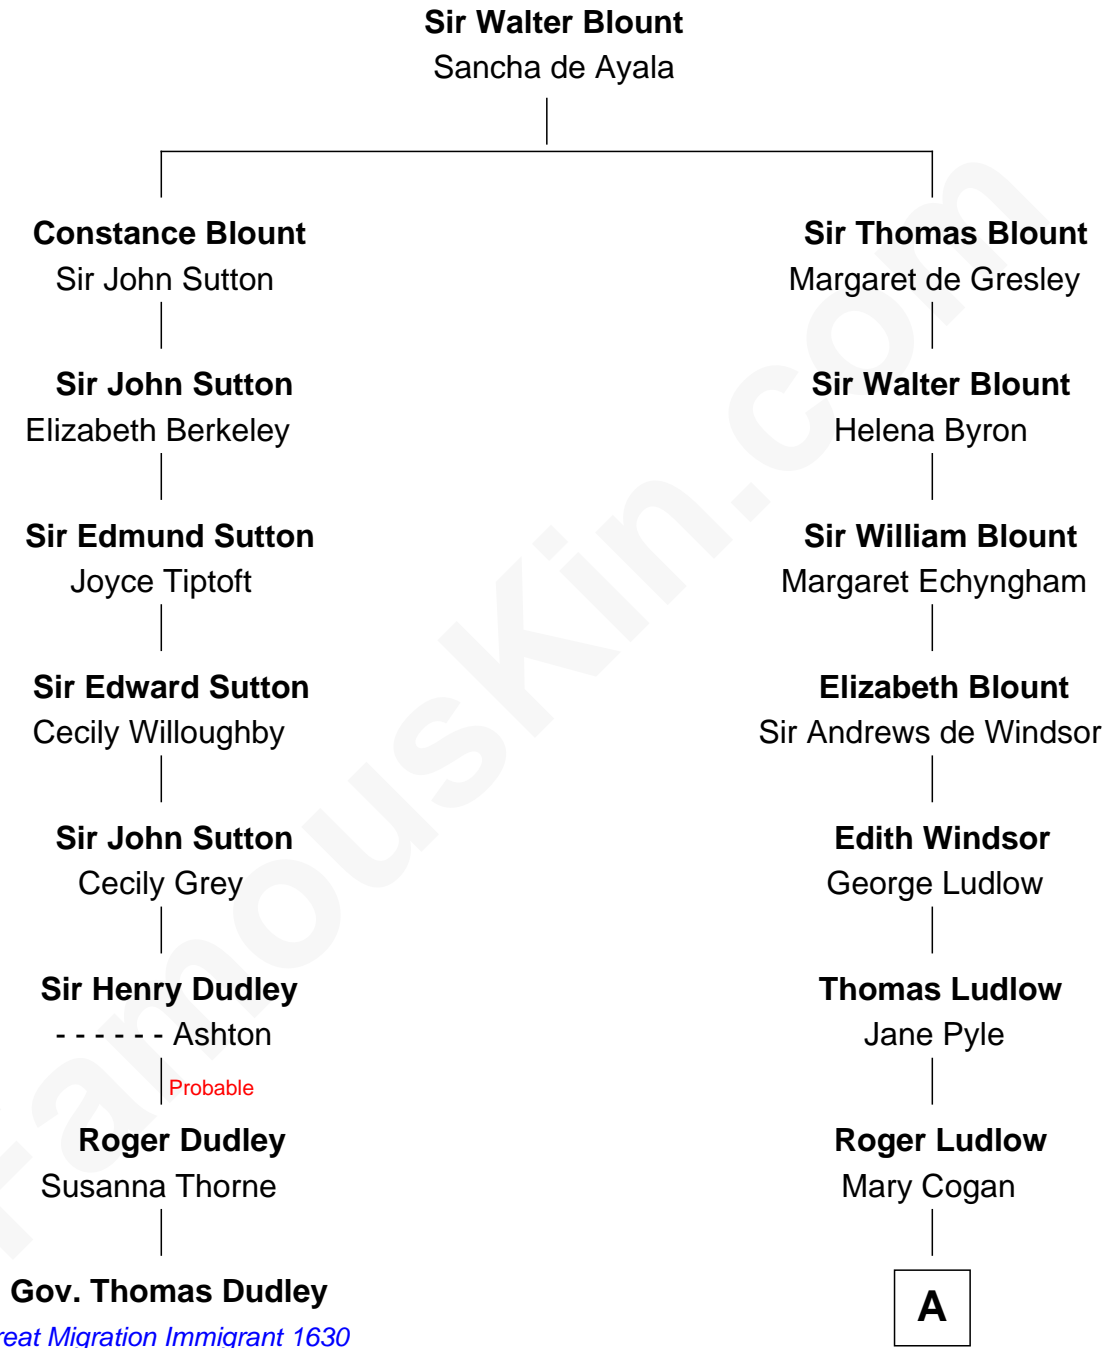 Sir Walter Blount
Sancha de Ayala
Constance Blount
Sir John Sutton
Sir Thomas Blount
Margaret de Gresley
Sir John Sutton
Elizabeth Berkeley
Sir Walter Blount
Helena Byron
Sir Edmund Sutton
Joyce Tiptoft
Sir William Blount
Margaret Echyngham
Sir Edward Sutton
Cecily Willoughby
Elizabeth Blount
Sir Andrews de Windsor
Sir John Sutton
Cecily Grey
Edith Windsor
George Ludlow
Sir Henry Dudley
- - - - - - Ashton
Probable
Thomas Ludlow
Jane Pyle
Roger Dudley
Susanna Thorne
Roger Ludlow
Mary Cogan
Gov. Thomas Dudley
reat Migration Immigrant 1630
A
FamousKin.com